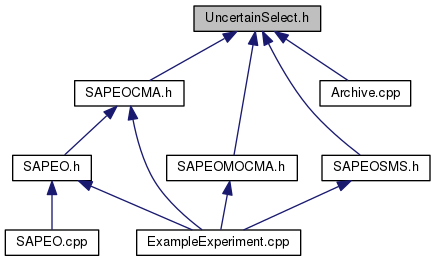 UncertainSelect.h
SAPEOCMA.h
Archive.cpp
SAPEO.h
SAPEOMOCMA.h
SAPEOSMS.h
SAPEO.cpp
ExampleExperiment.cpp